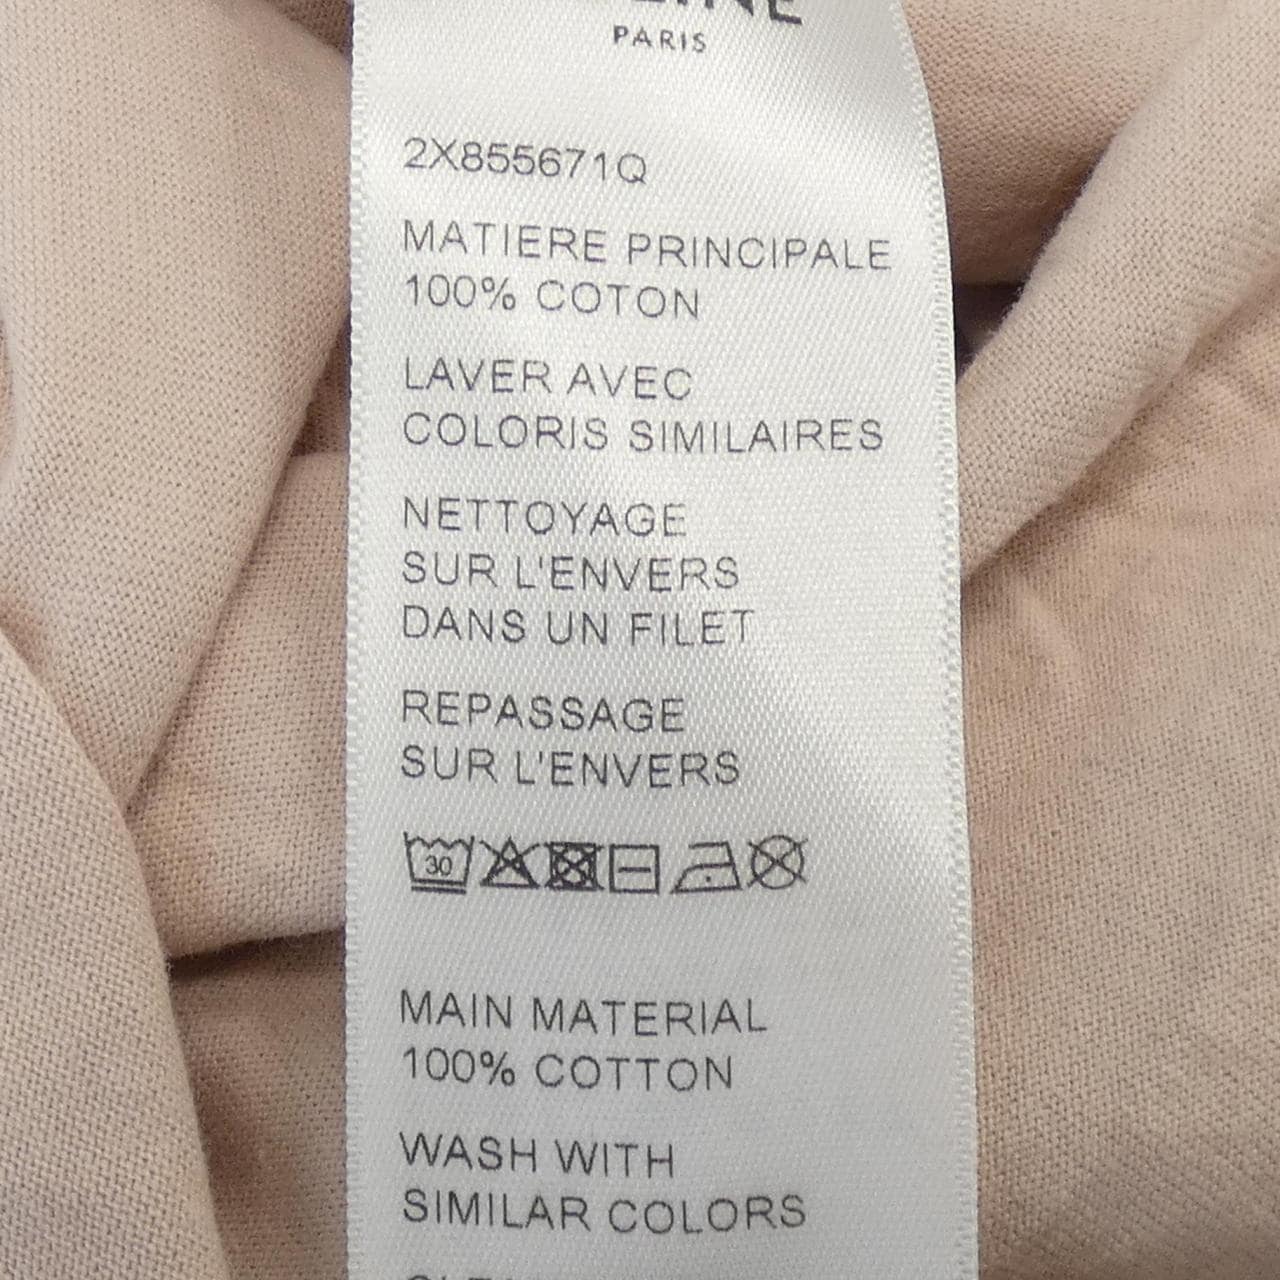 PARIS
2X855671Q
MATIERE PRINCIPALE
100% COTON
LAVER AVEC
COLORIS SIMILAIRES
NETTOYAGE
SUR L'ENVERS
DANS UN FILET
REPASSAGE
SUR L'ENVERS
30
MAIN MATERIAL
100% COTTON
WASH WITH
SIMILAR COLORS